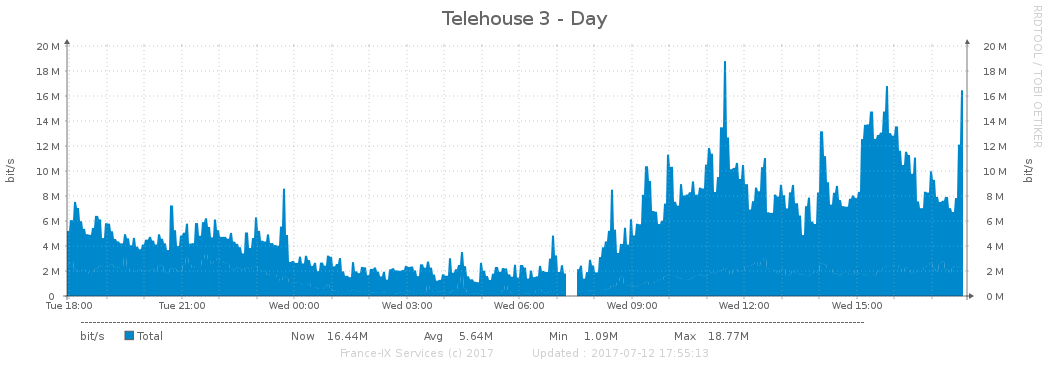 Telehouse 3 - Day
RRDTOOL / TOBI OETIKER
bit/s
20 M 20 M
18 M 18 M
16 M 16 M
14 M 14 M
12 M 12 M
10 M 10 M
8 M 8 M
6 M 6 M
4 M 4 M
2 M 2 M
0 0 M
bit/s
Tue 18:00 Tue 21:00 Wed 00:00 Wed 03:00 Wed 06:00 Wed 09:00 Wed 12:00 Wed 15:00
bit/s Total Now 16.44M Avg 5.64M Min 1.09M Max 18.77M
France-IX Services (c) 2017 Updated : 2017-07-12 17:55:13